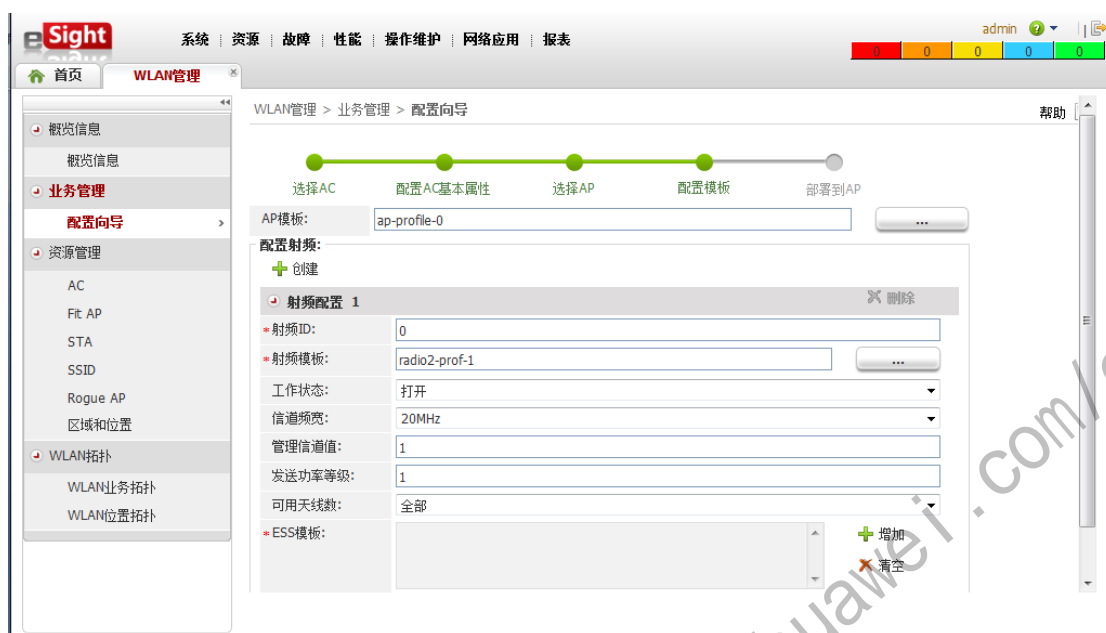 eSight
系统 资源 故障 性能 操作维护 网络应用 报表
admin
0 0 0 0 0
首页 WLAN管理
WLAN管理 > 业务管理 > 配置向导
帮助
概览信息
概览信息
业务管理
配置向导
资源管理
AC
Fit AP
STA
SSID
Rogue AP
区域和位置
WLAN拓扑
WLAN业务拓扑
WLAN位置拓扑
选择AC 配置AC基本属性 选择AP 配置模板 部署到AP
AP模板: ap-profile-0 ...
配置射频:
创建
射频配置 1 删除
*射频ID: 0
*射频模板: radio2-prof-1 ...
工作状态: 打开
信道频宽: 20MHz
管理信道值: 1
发送功率等级: 1
可用天线数: 全部
*ESS模板: 增加
清空
huawei.com/